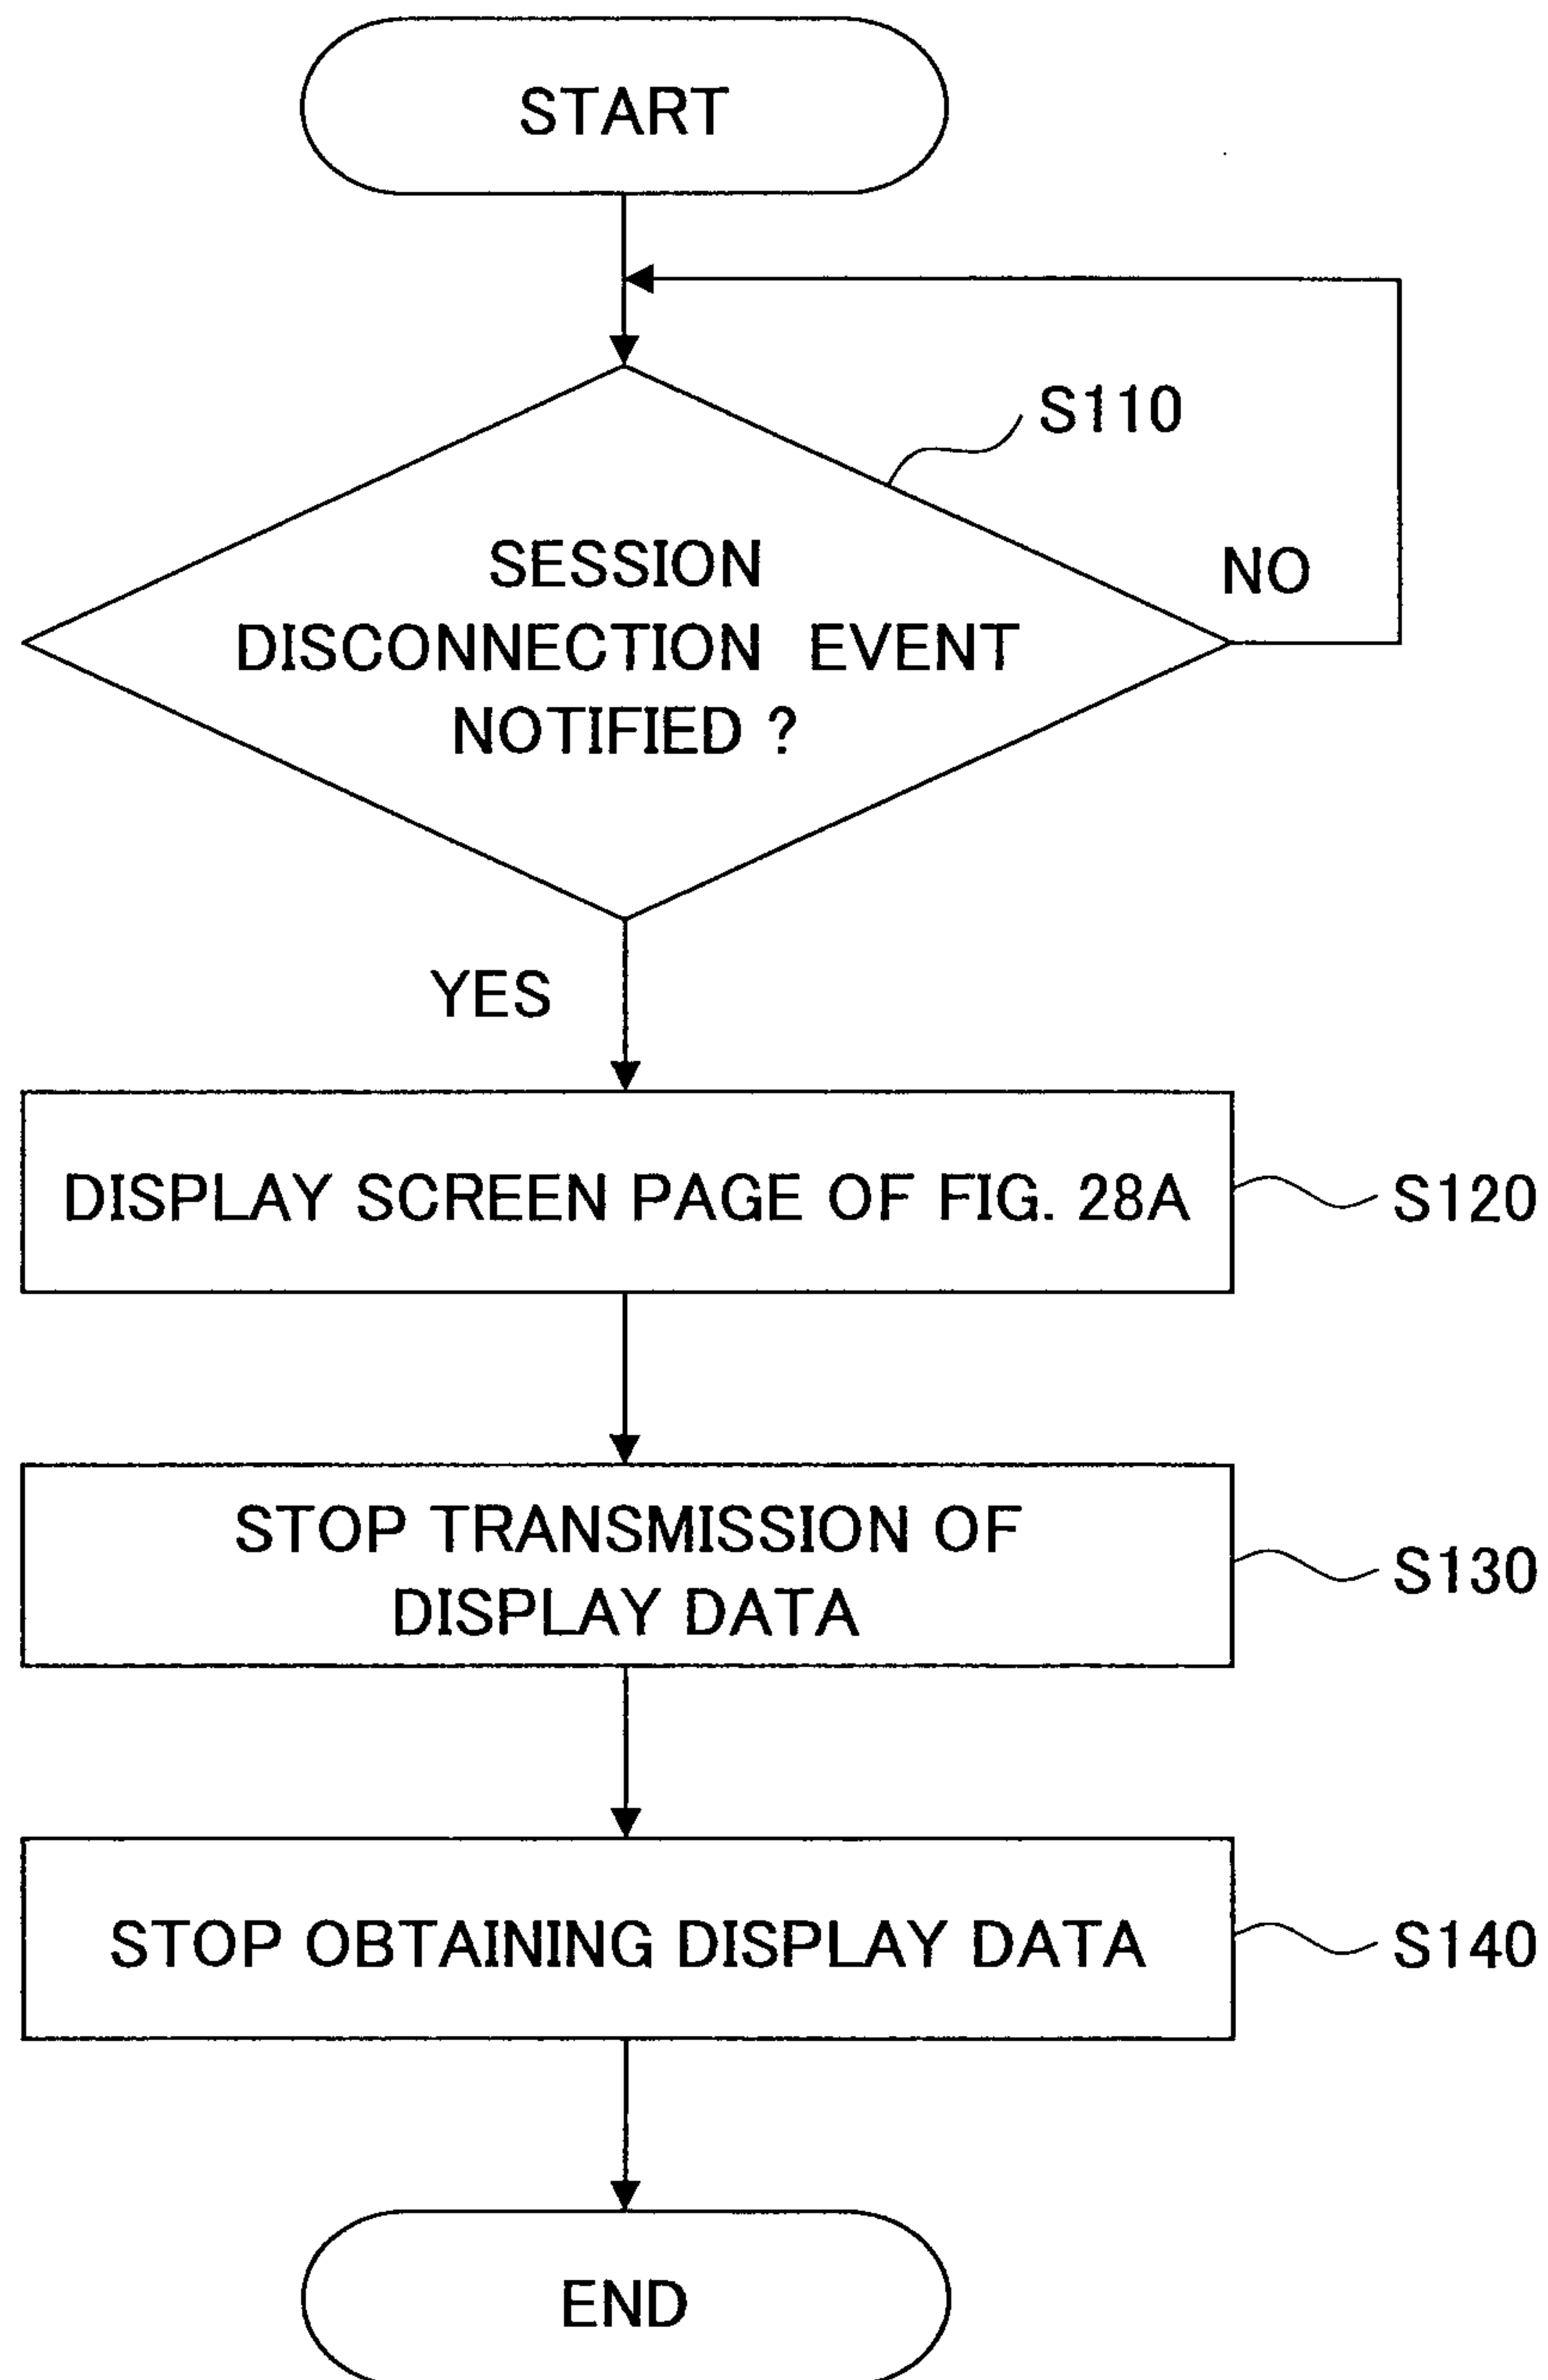 START
S110
SESSION
DISCONNECTION EVENT
NOTIFIED ?
NO
YES
DISPLAY SCREEN PAGE OF FIG. 28A
S120
STOP TRANSMISSION OF
DISPLAY DATA
S130
STOP OBTAINING DISPLAY DATA
S140
END